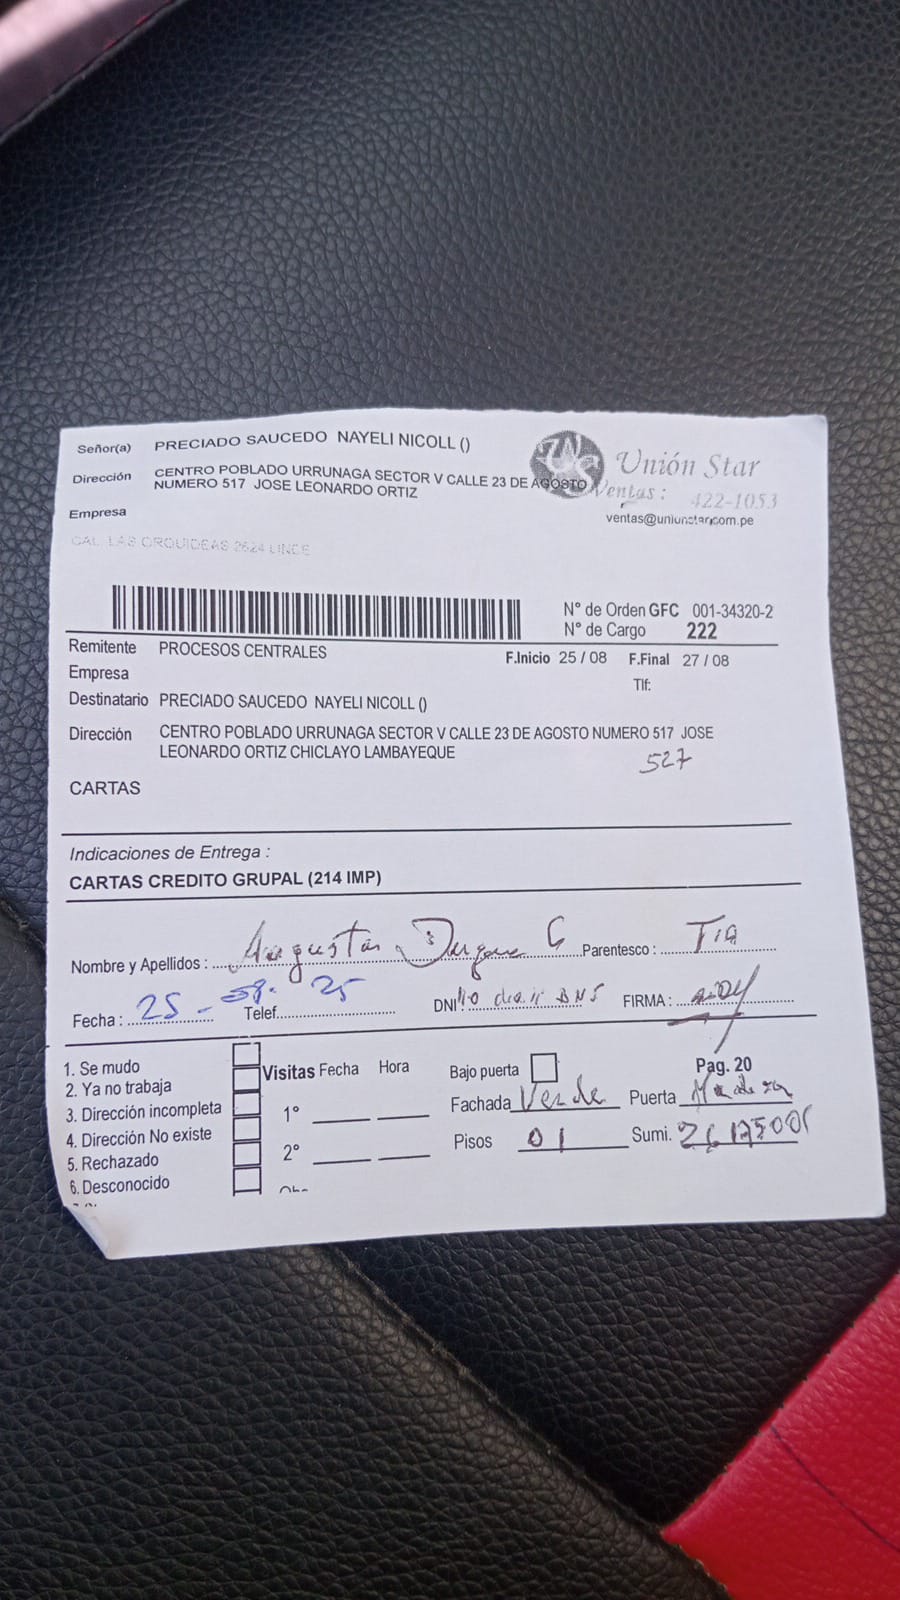 Señor(a) PRECIADO SAUCEDO NAYELI NICOLL ()
Dirección CENTRO POBLADO URRUNAGA SECTOR V CALLE 23 DE AGOSTO
NUMERO 517 JOSE LEONARDO ORTIZ
Unión Star
Ventas: 422-1053
ventas@unionstar.com.pe
Empresa
CAL. LAS ORQUIDEAS 2624 LINCE
N° de Orden GFC 001-34320-2
N° de Cargo 222
Remitente PROCESOS CENTRALES
F.Inicio 25 / 08 F.Final 27 / 08
Empresa
Tlf:
Destinatario PRECIADO SAUCEDO NAYELI NICOLL ()
Dirección CENTRO POBLADO URRUNAGA SECTOR V CALLE 23 DE AGOSTO NUMERO 517 JOSE
LEONARDO ORTIZ CHICLAYO LAMBAYEQUE
527
CARTAS
Indicaciones de Entrega :
CARTAS CREDITO GRUPAL (214 IMP)
Nombre y Apellidos : Parentesco : Tia
Fecha : 25 - 08. 25 Telef. DNI: FIRMA :
1. Se mudo
2. Ya no trabaja
3. Dirección incompleta
4. Dirección No existe
5. Rechazado
6. Desconocido
Visitas Fecha Hora
1°
2°
Bajo puerta Pag. 20
Fachada Verde Puerta Madera
Pisos 01 Sumi.